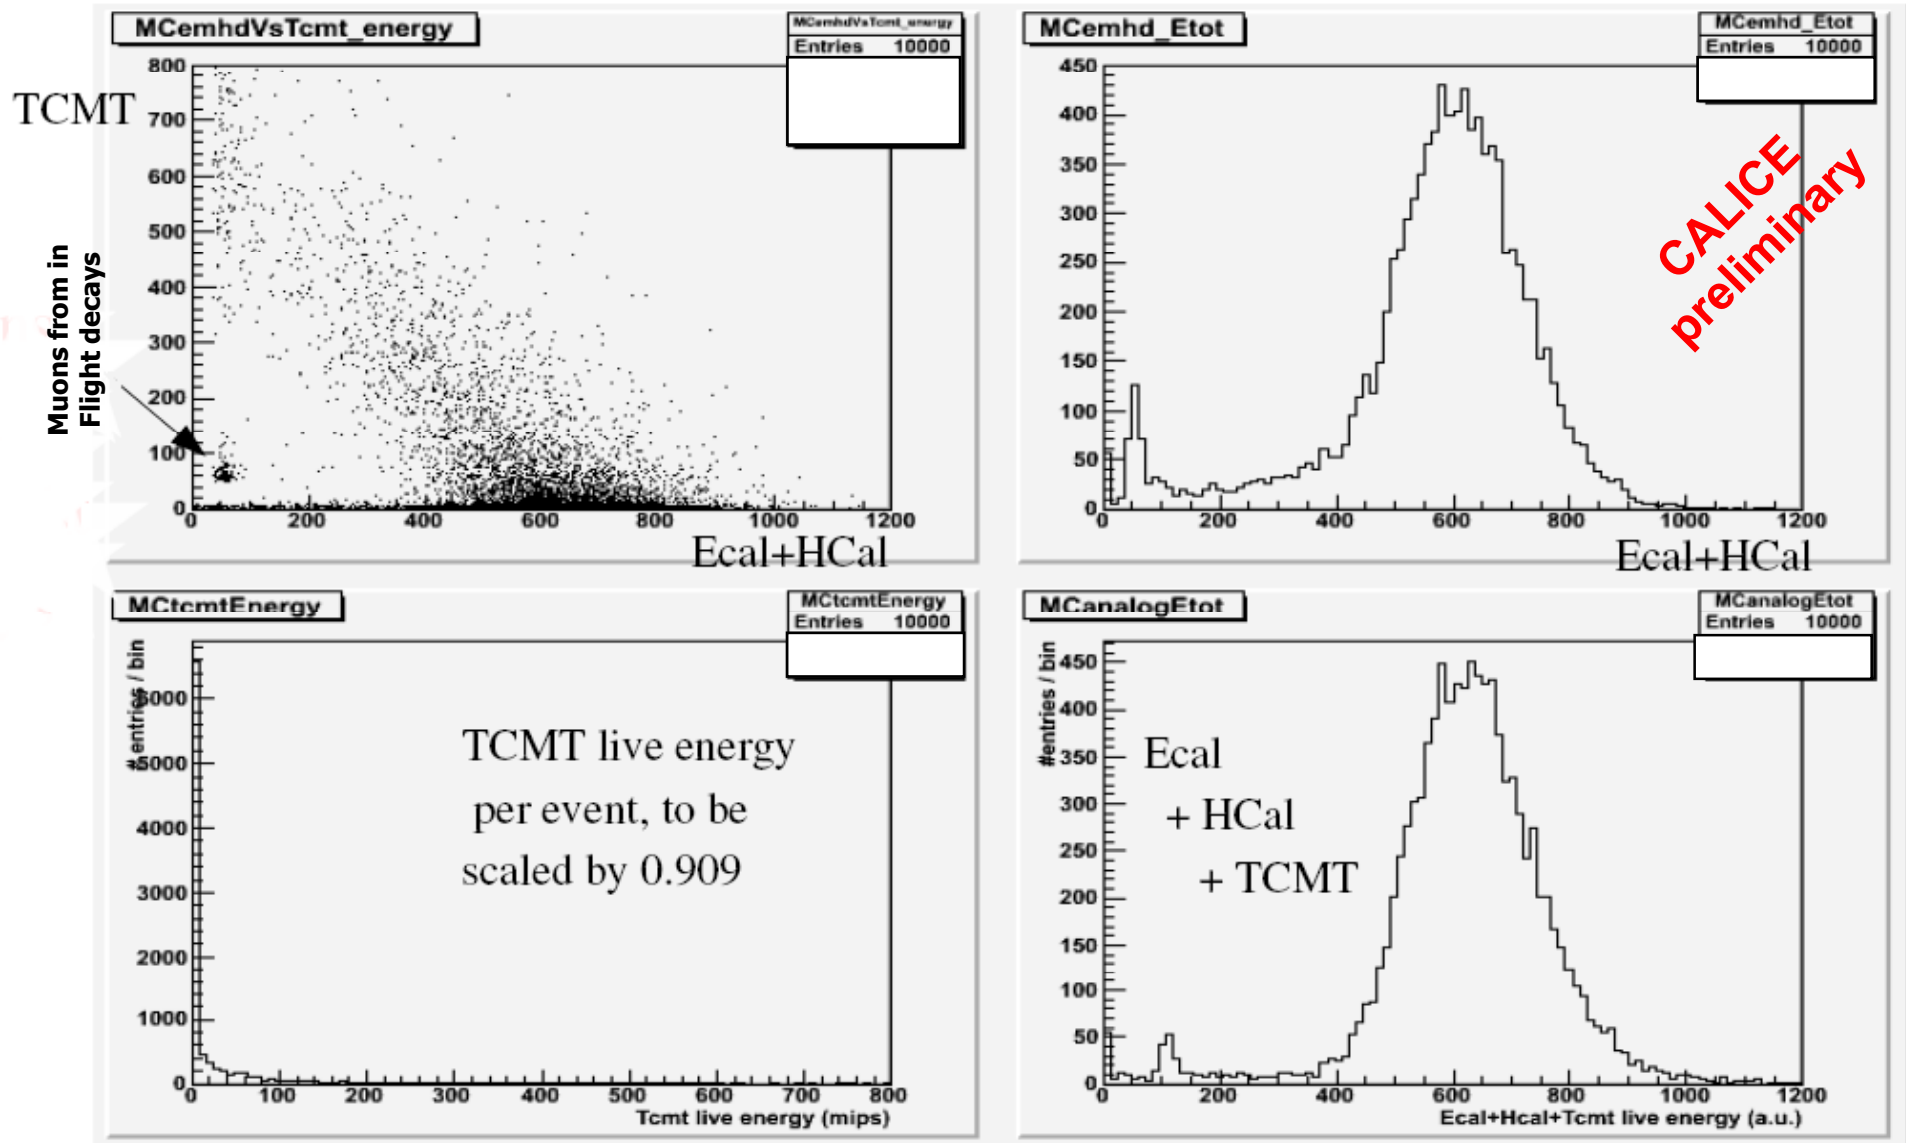 MCemhdVsTcmt_energy
MCemhdVsTcmt_energy
Entries 10000
TCMT
800
700
600
500
400
300
200
100
0
0 200 400 600 800 1000 1200
Ecal+HCal
Muons from in
Flight decays
MCemhd_Etot
MCemhd_Etot
Entries 10000
450
400
350
300
250
200
150
100
50
0
0 200 400 600 800 1000 1200
Ecal+HCal
CALICE
preliminary
MCtcmtEnergy
MCtcmtEnergy
Entries 10000
#entries / bin
6000
5000
4000
3000
2000
1000
0
0 100 200 300 400 500 600 700 800
Tcmt live energy (mips)
TCMT live energy
per event, to be
scaled by 0.909
MCanalogEtot
MCanalogEtot
Entries 10000
#entries / bin
450
400
350
300
250
200
150
100
50
0
0 200 400 600 800 1000 1200
Ecal+Hcal+Tcmt live energy (a.u.)
Ecal
+ HCal
+ TCMT